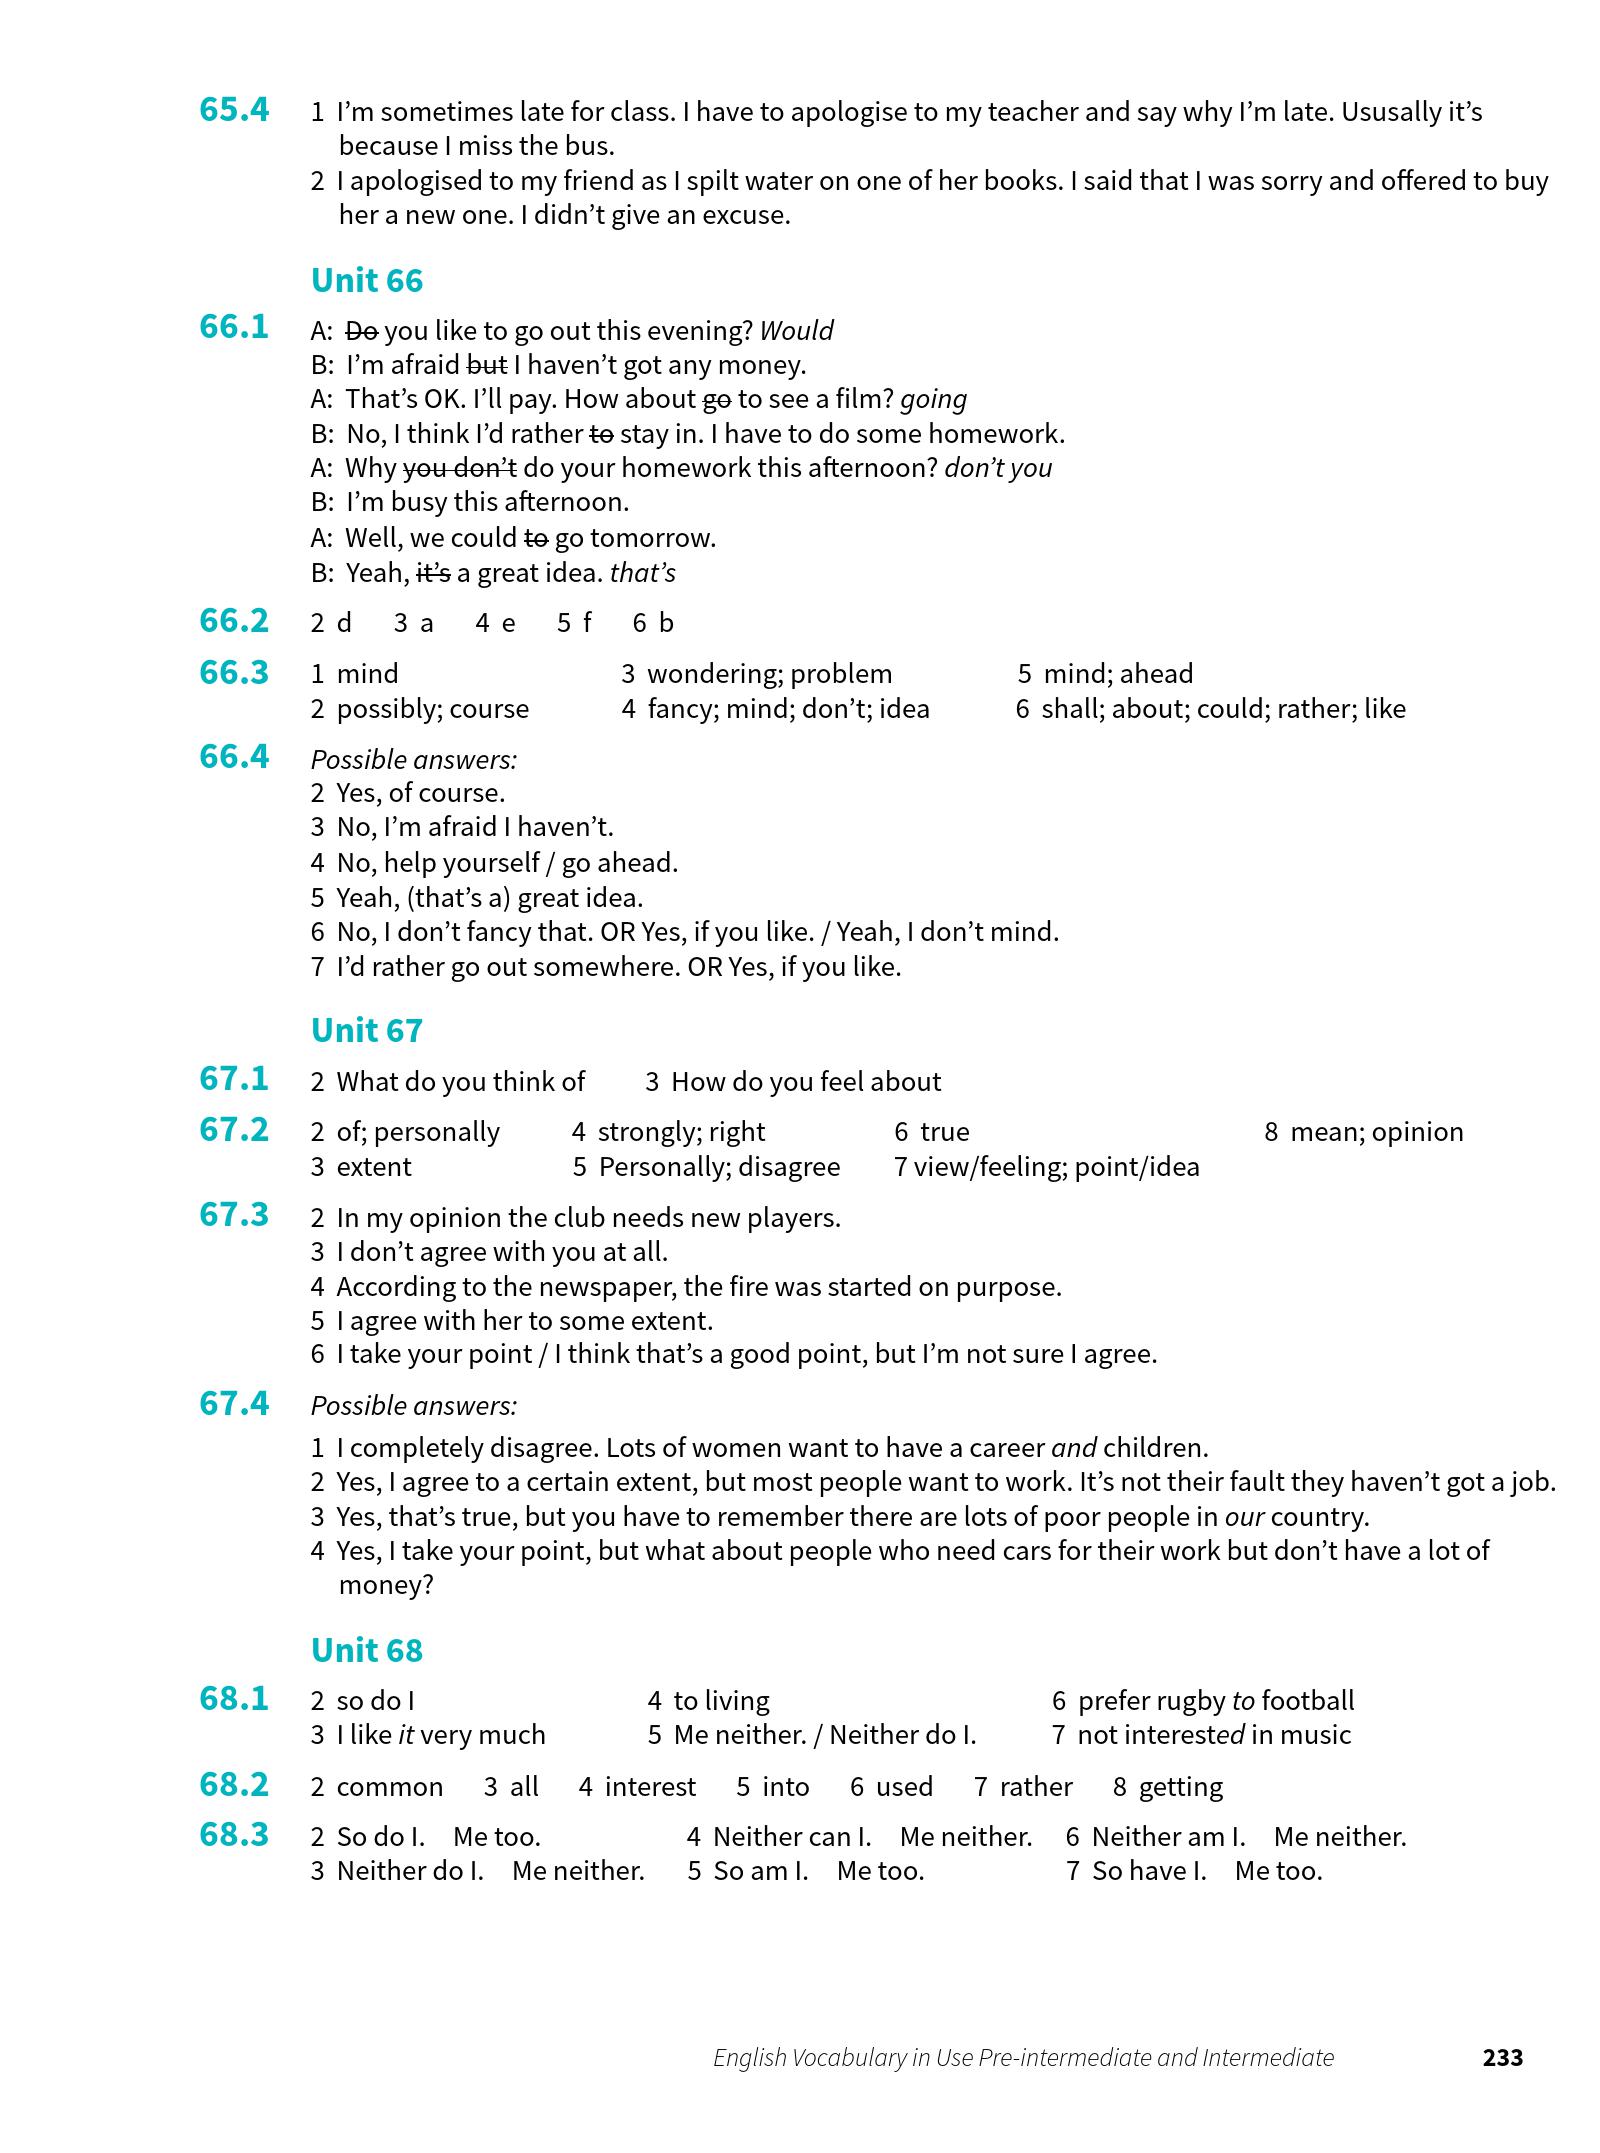 65.4 1 I’m sometimes late for class. I have to apologise to my teacher and say why I’m late. Ususally it’s
because I miss the bus.
2 I apologised to my friend as I spilt water on one of her books. I said that I was sorry and offered to buy
her a new one. I didn’t give an excuse.
Unit 66
66.1 A: Do you like to go out this evening? Would
B: I’m afraid but I haven’t got any money.
A: That’s OK. I’ll pay. How about go to see a film? going
B: No, I think I’d rather to stay in. I have to do some homework.
A: Why you don’t do your homework this afternoon? don’t you
B: I’m busy this afternoon.
A: Well, we could to go tomorrow.
B: Yeah, it’s a great idea. that’s
66.2 2 d 3 a 4 e 5 f 6 b
66.3 1 mind 3 wondering; problem 5 mind; ahead
2 possibly; course 4 fancy; mind; don’t; idea 6 shall; about; could; rather; like
66.4 Possible answers:
2 Yes, of course.
3 No, I’m afraid I haven’t.
4 No, help yourself / go ahead.
5 Yeah, (that’s a) great idea.
6 No, I don’t fancy that. OR Yes, if you like. / Yeah, I don’t mind.
7 I’d rather go out somewhere. OR Yes, if you like.
Unit 67
67.1 2 What do you think of 3 How do you feel about
67.2 2 of; personally 4 strongly; right 6 true 8 mean; opinion
3 extent 5 Personally; disagree 7 view/feeling; point/idea
67.3 2 In my opinion the club needs new players.
3 I don’t agree with you at all.
4 According to the newspaper, the fire was started on purpose.
5 I agree with her to some extent.
6 I take your point / I think that’s a good point, but I’m not sure I agree.
67.4 Possible answers:
1 I completely disagree. Lots of women want to have a career and children.
2 Yes, I agree to a certain extent, but most people want to work. It’s not their fault they haven’t got a job.
3 Yes, that’s true, but you have to remember there are lots of poor people in our country.
4 Yes, I take your point, but what about people who need cars for their work but don’t have a lot of
money?
Unit 68
68.1 2 so do I 4 to living 6 prefer rugby to football
3 I like it very much 5 Me neither. / Neither do I. 7 not interested in music
68.2 2 common 3 all 4 interest 5 into 6 used 7 rather 8 getting
68.3 2 So do I. Me too. 4 Neither can I. Me neither. 6 Neither am I. Me neither.
3 Neither do I. Me neither. 5 So am I. Me too. 7 So have I. Me too.
English Vocabulary in Use Pre-intermediate and Intermediate 233